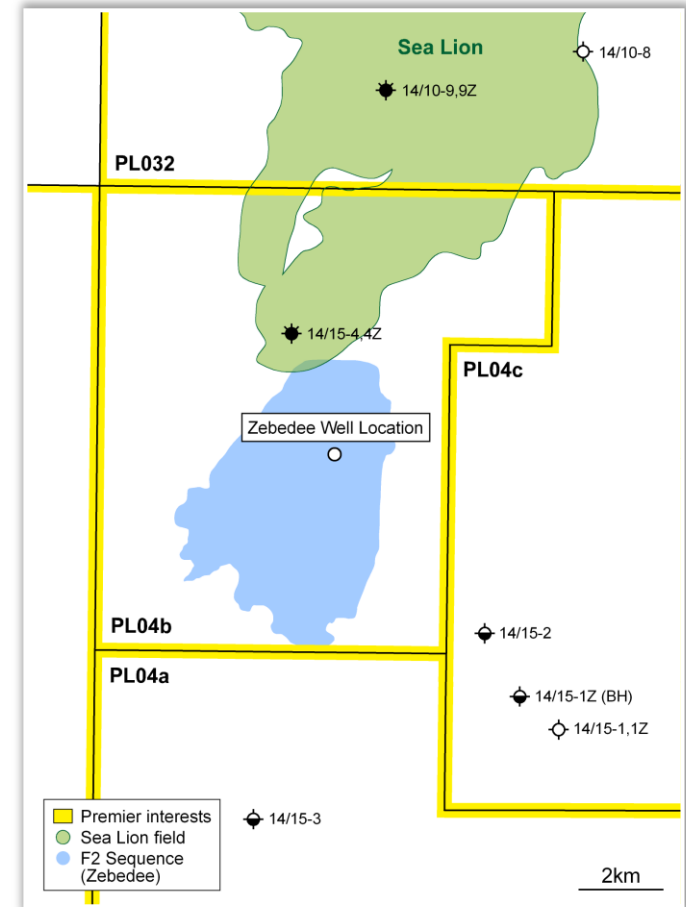 Sea Lion
14/10-8
14/10-9,9Z
PL032
14/15-4,4Z
PL04c
Zebedee Well Location
PL04b
14/15-2
PL04a
14/15-1Z (BH)
14/15-1,1Z
14/15-3
Premier interests
Sea Lion field
F2 Sequence
(Zebedee)
2km